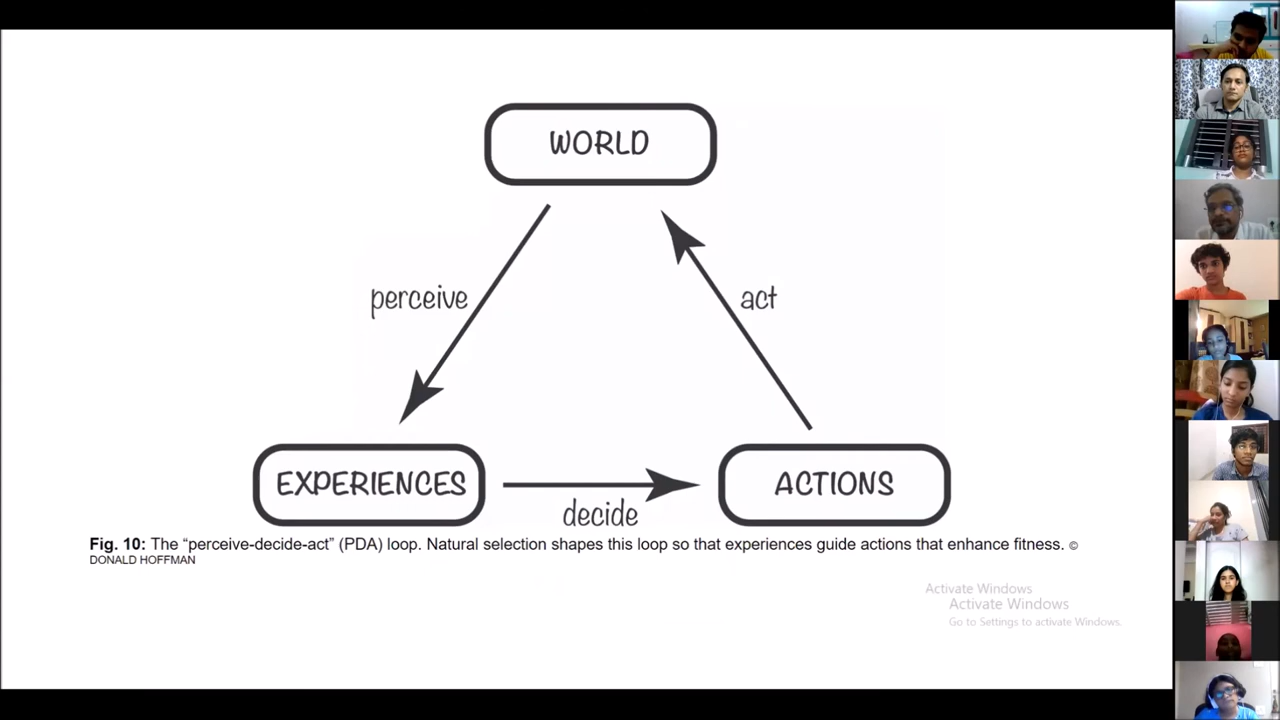 WORLD
perceive
act
EXPERIENCES
ACTIONS
decide
Fig. 10: The “perceive-decide-act” (PDA) loop. Natural selection shapes this loop so that experiences guide actions that enhance fitness. ©
DONALD HOFFMAN
Activate Windows
Activate Windows
Go to Settings to activate Windows.